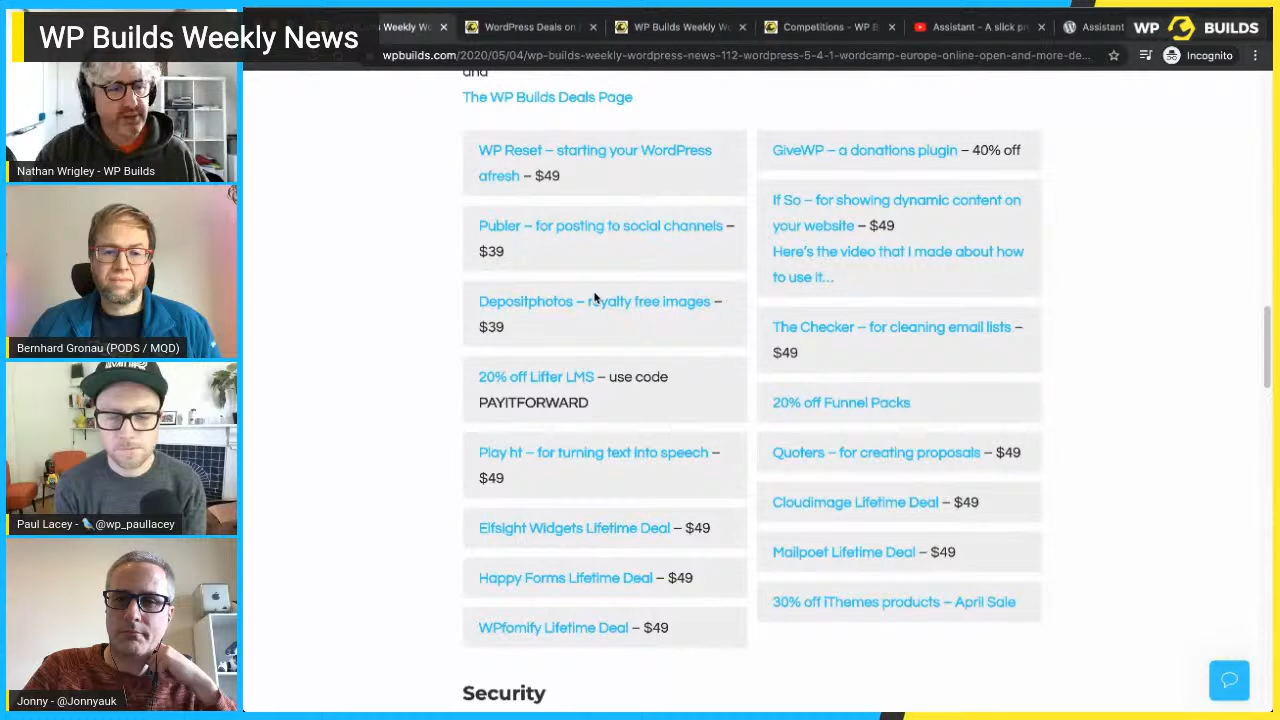 WP Builds Weekly News
Nathan Wrigley - WP Builds
Bernhard Gronau (PODS / MQD)
Paul Lacey - 🐦@wp_paullacey
Jonny - @Jonnyauk
Weekly Wo
WordPress Deals on
WP Builds Weekly W
Competitions – WP B
Assistant – A slick p
Assistant
WP BUILDS
wpbuilds.com/2020/05/04/wp-builds-weekly-wordpress-news-112-wordpress-5-4-1-wordcamp-europe-online-open-and-more-de...
Incognito
and
The WP Builds Deals Page
WP Reset – starting your WordPress
afresh – $49
Publer – for posting to social channels –
$39
Depositphotos – royalty free images –
$39
20% off Lifter LMS – use code
PAYITFORWARD
Play ht – for turning text into speech –
$49
Elfsight Widgets Lifetime Deal – $49
Happy Forms Lifetime Deal – $49
WPfomify Lifetime Deal – $49
GiveWP – a donations plugin – 40% off
If So – for showing dynamic content on
your website – $49
Here's the video that I made about how
to use it...
The Checker – for cleaning email lists –
$49
20% off Funnel Packs
Quoters – for creating proposals – $49
Cloudimage Lifetime Deal – $49
Mailpoet Lifetime Deal – $49
30% off iThemes products – April Sale
Security